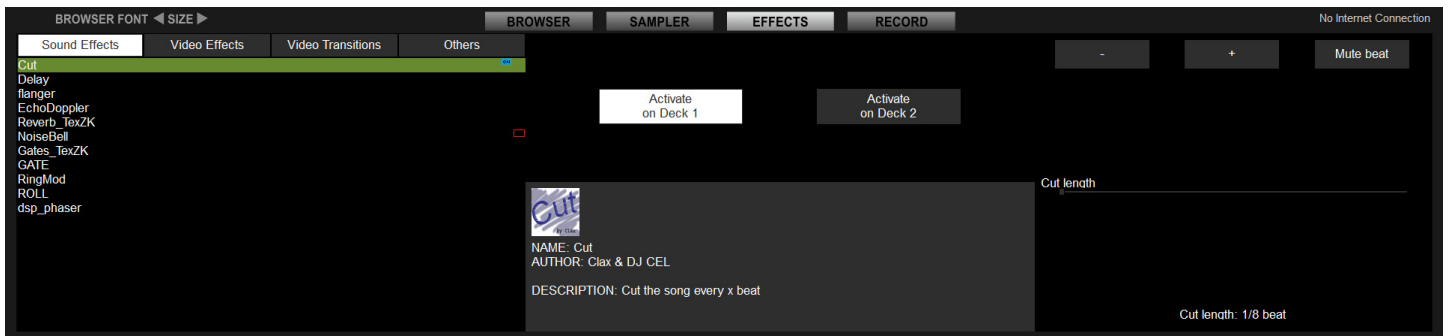 BROWSER FONT SIZE
BROWSER SAMPLER EFFECTS RECORD
No Internet Connection
Sound Effects Video Effects Video Transitions Others
- + Mute beat
Cut
ON
Delay
flanger
EchoDoppler
Reverb_TexZK
NoiseBell
Gates_TexZK
GATE
RingMod
ROLL
dsp_phaser
Activate
on Deck 1
Activate
on Deck 2
Cut
by Clax
NAME: Cut
AUTHOR: Clax & DJ CEL
DESCRIPTION: Cut the song every x beat
Cut length
Cut length: 1/8 beat